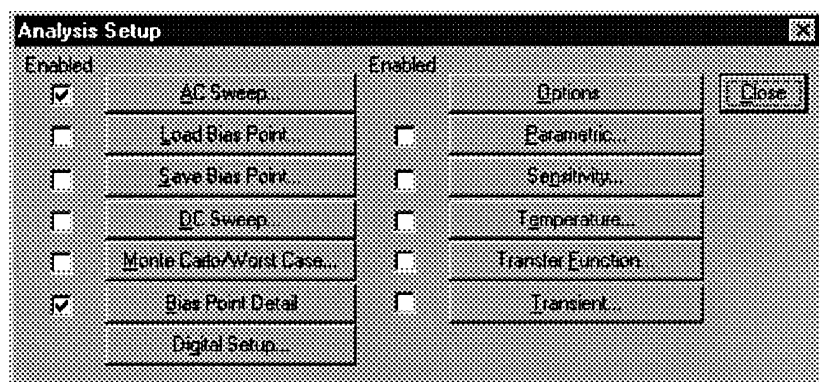 Analysis Setup
Enabled
AC Sweep...
Load Bias Point...
Save Bias Point...
DC Sweep...
Monte Carlo/Worst Case...
Bias Point Detail
Digital Setup...
Enabled
Options...
Parametric...
Sensitivity...
Temperature...
Transfer Function...
Transient...
Close